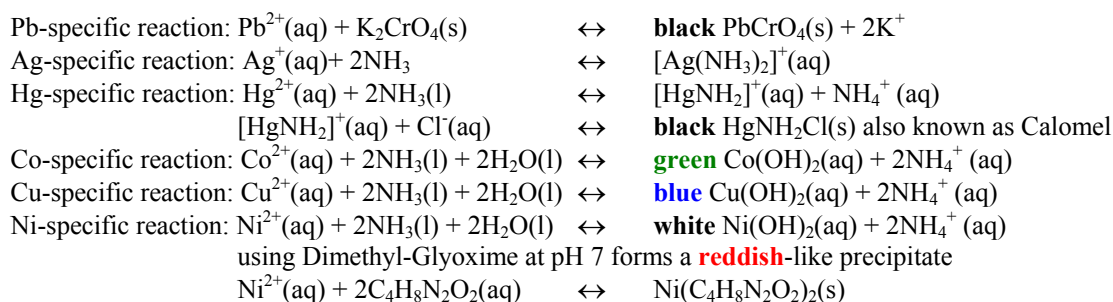 Pb-specific reaction: Pb²⁺(aq) + K₂CrO₄(s) ↔ black PbCrO₄(s) + 2K⁺
Ag-specific reaction: Ag⁺(aq)+ 2NH₃ ↔ [Ag(NH₃)₂]⁺(aq)
Hg-specific reaction: Hg²⁺(aq) + 2NH₃(l) ↔ [HgNH₂]⁺(aq) + NH₄⁺ (aq)
[HgNH₂]⁺(aq) + Cl⁻(aq) ↔ black HgNH₂Cl(s) also known as Calomel
Co-specific reaction: Co²⁺(aq) + 2NH₃(l) + 2H₂O(l) ↔ green Co(OH)₂(aq) + 2NH₄⁺ (aq)
Cu-specific reaction: Cu²⁺(aq) + 2NH₃(l) + 2H₂O(l) ↔ blue Cu(OH)₂(aq) + 2NH₄⁺ (aq)
Ni-specific reaction: Ni²⁺(aq) + 2NH₃(l) + 2H₂O(l) ↔ white Ni(OH)₂(aq) + 2NH₄⁺ (aq)
using Dimethyl-Glyoxime at pH 7 forms a reddish-like precipitate
Ni²⁺(aq) + 2C₄H₈N₂O₂(aq) ↔ Ni(C₄H₈N₂O₂)₂(s)